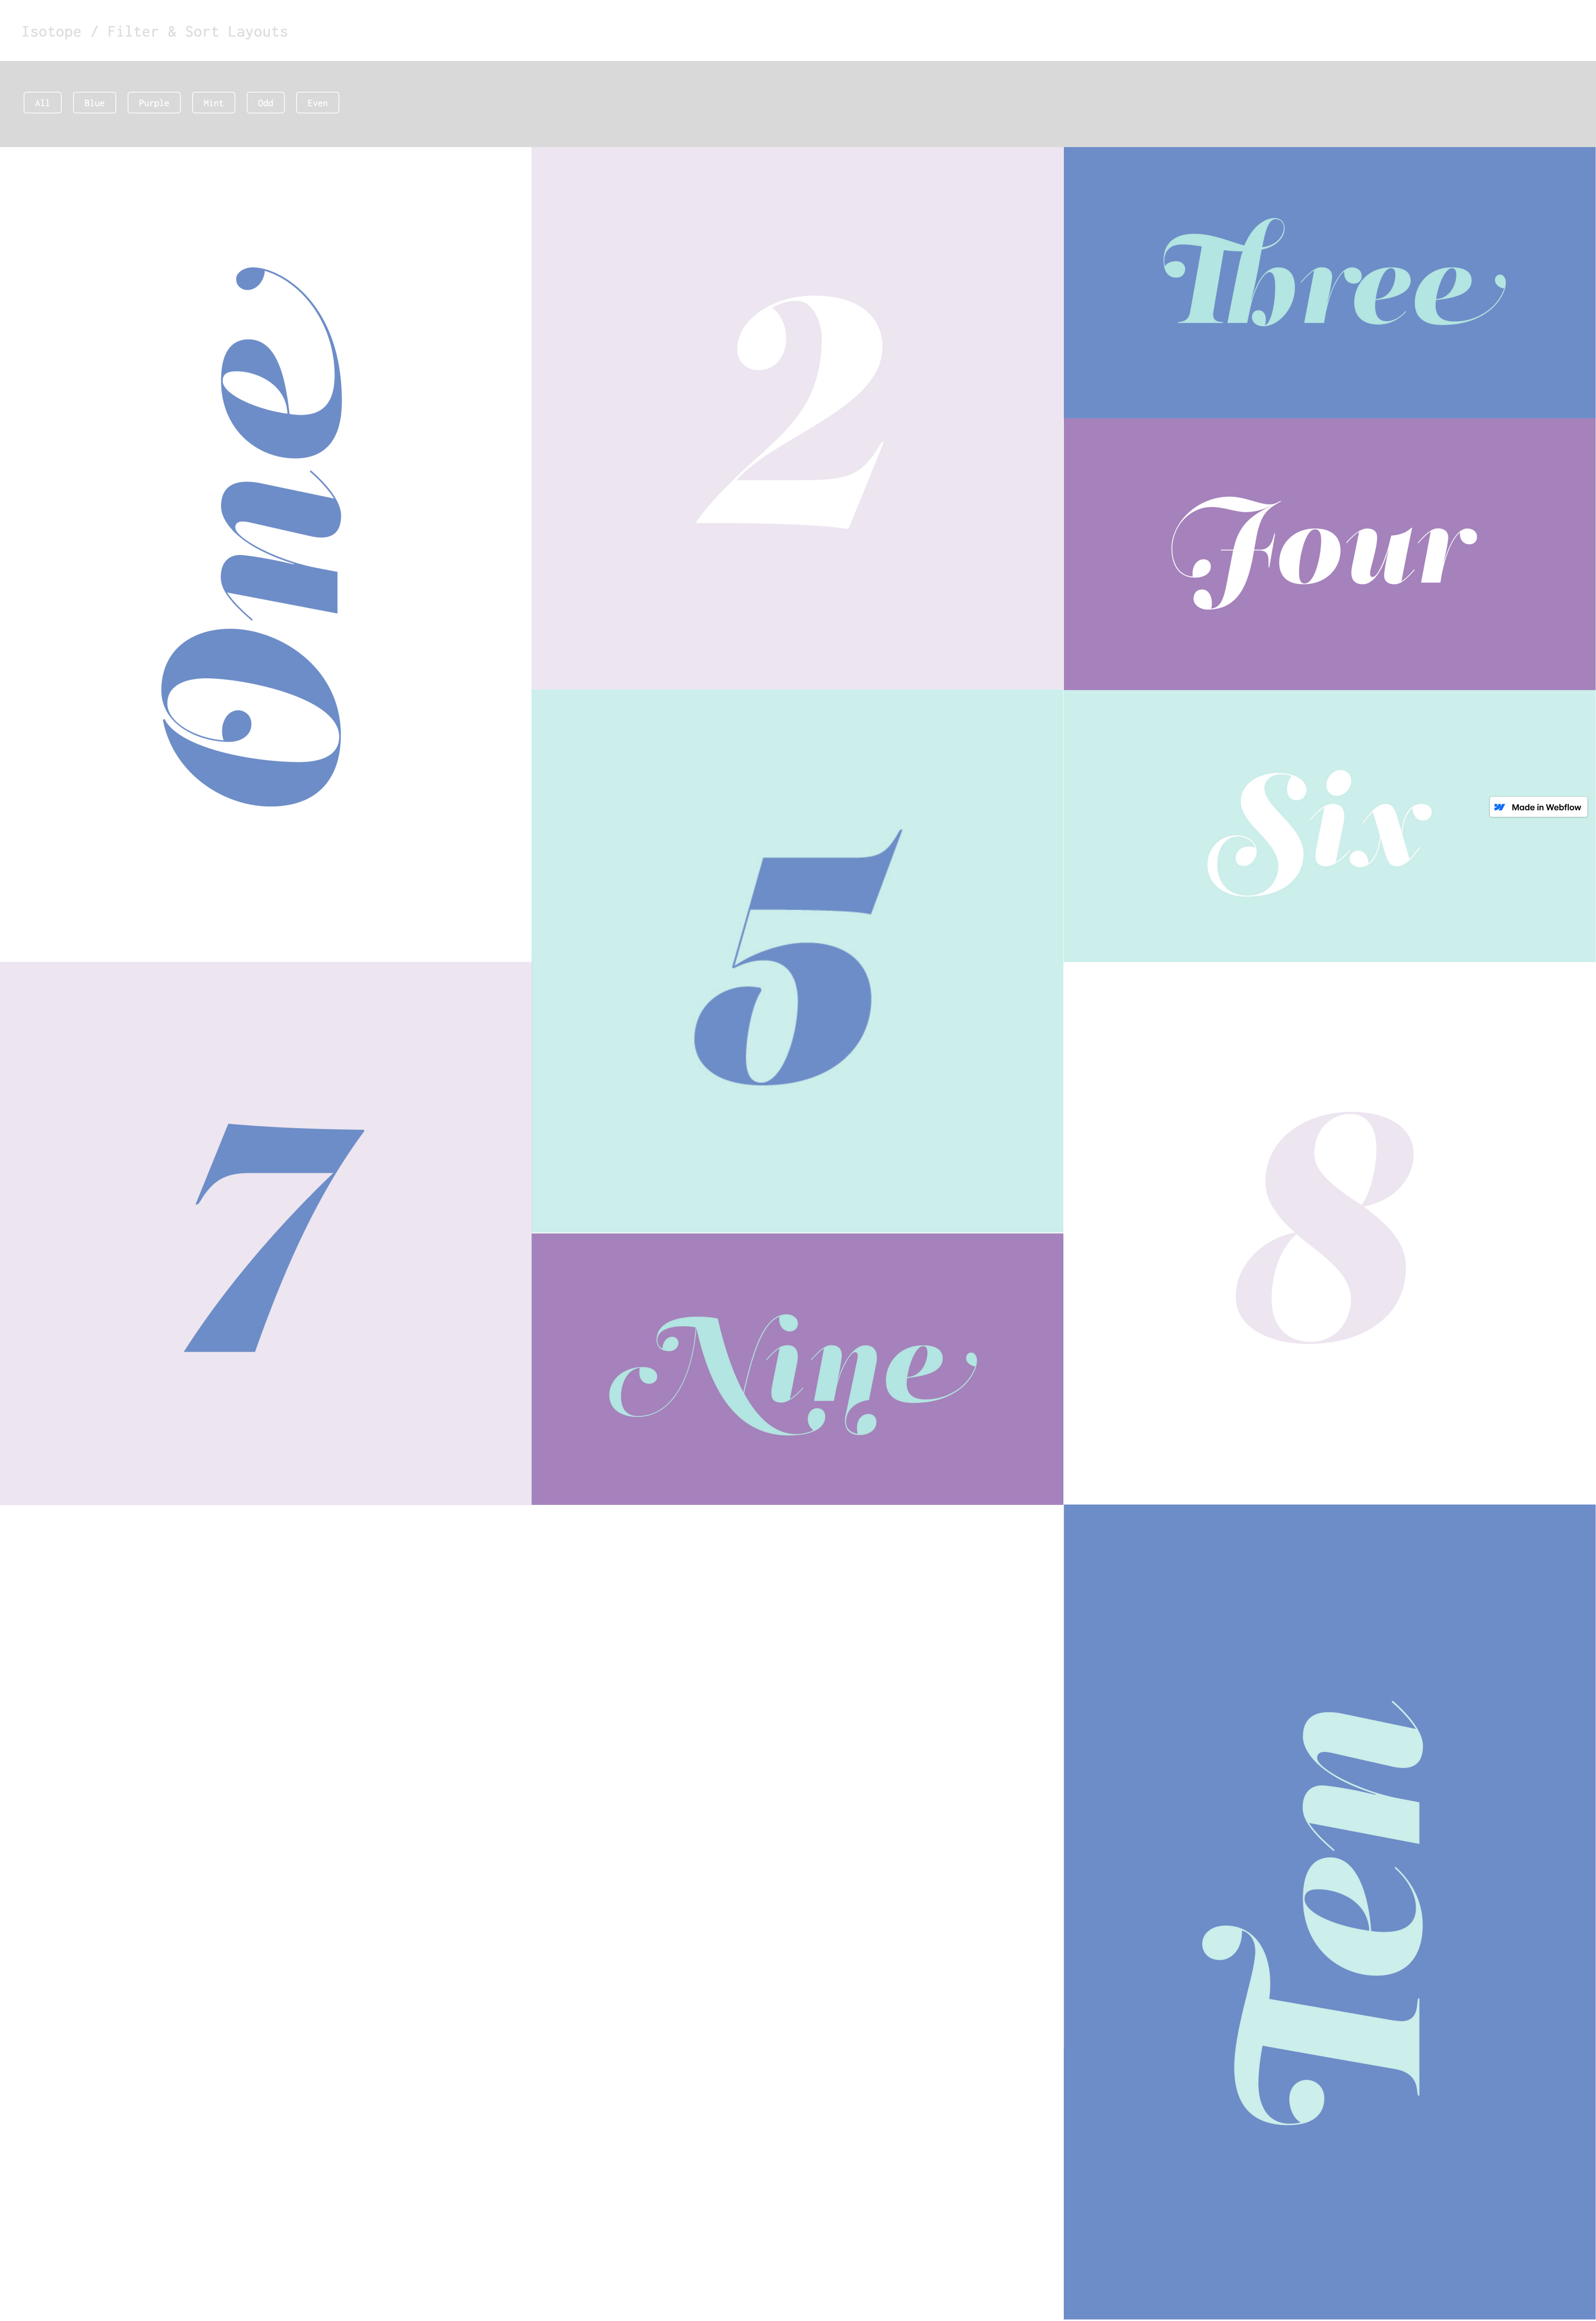 Isotope / Filter & Sort Layouts
All Blue Purple Mint Odd Even
One
2
Three
Four
5
Six
Made in Webflow
7
8
Nine
Ten